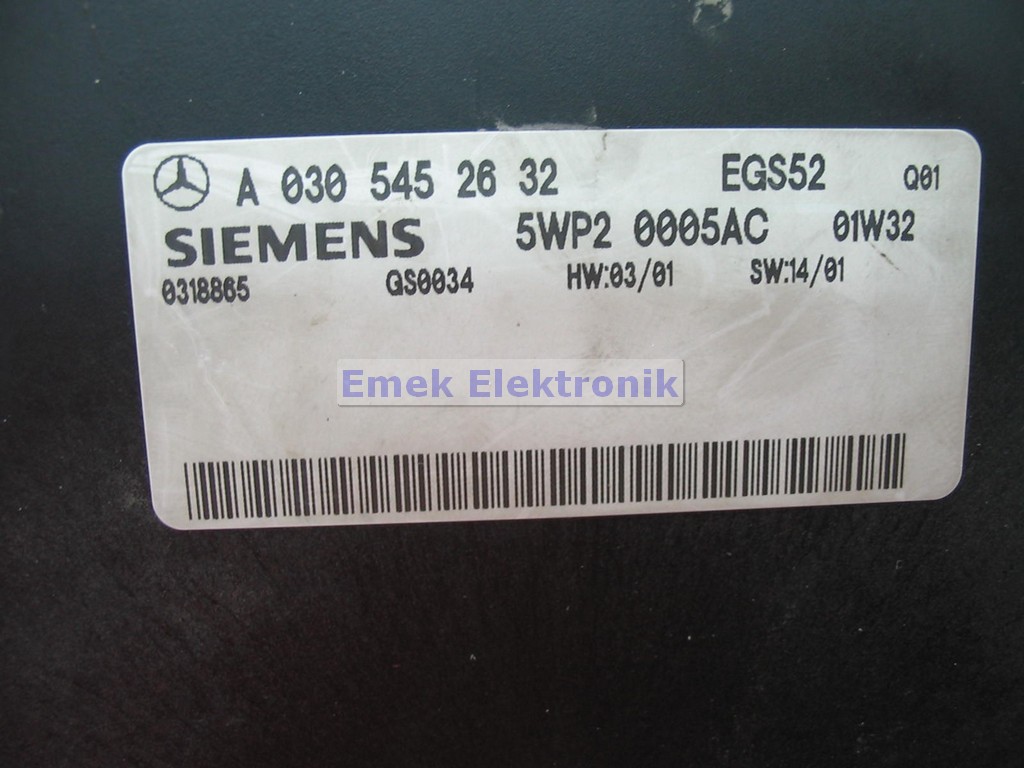 A 030 545 26 32 EGS52 Q01
SIEMENS 5WP2 0005AC 01W32
0318865 QS0034 HW:03/01 SW:14/01
Emek Elektronik